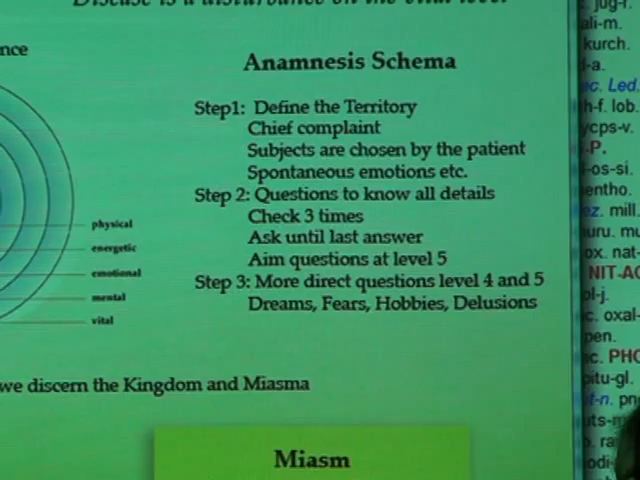 Disease is a disturbance on the vital level
nce
Anamnesis Schema
Step1: Define the Territory
Chief complaint
Subjects are chosen by the patient
Spontaneous emotions etc.
Step 2: Questions to know all details
Check 3 times
Ask until last answer
Aim questions at level 5
Step 3: More direct questions level 4 and 5
Dreams, Fears, Hobbies, Delusions
physical
energetic
emotional
mental
vital
we discern the Kingdom and Miasma
Miasm
jug-r.
ali-m.
kurch.
d-a.
ec. Led.
h-f. lob.
ycps-v.
-P.
-os-si.
entho.
ez. mill.
uru. mu
ox. nat-
NIT-AC
ol-j.
c. oxal-
pen.
c. PHO
pitu-gl.
t-n. pn
uts-m
o. ra
odi-